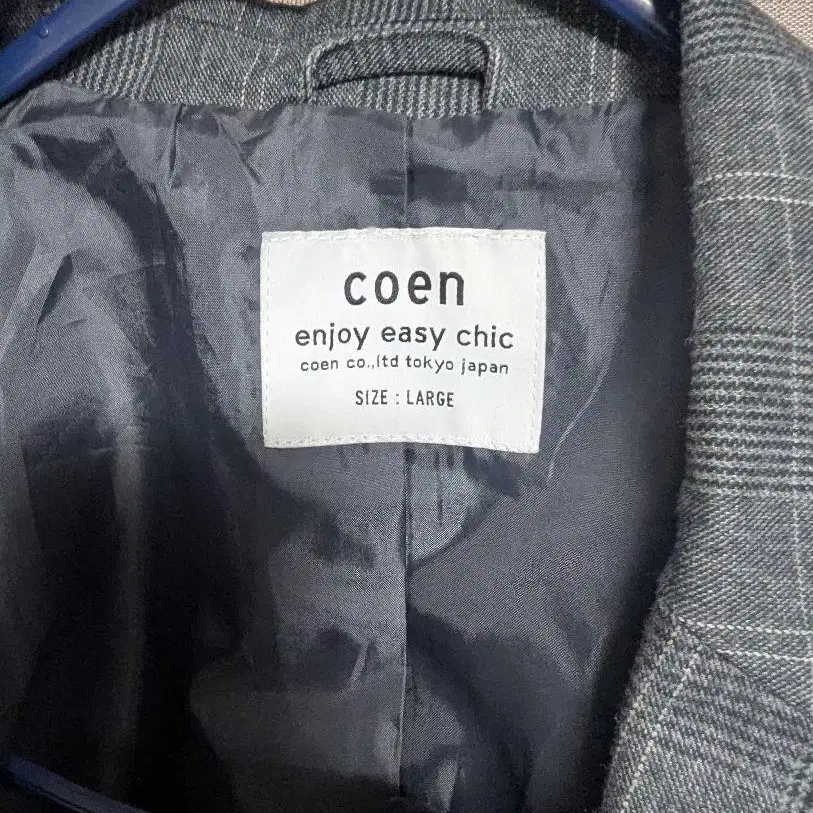 coen
enjoy easy chic
coen co.,ltd tokyo japan
SIZE : LARGE